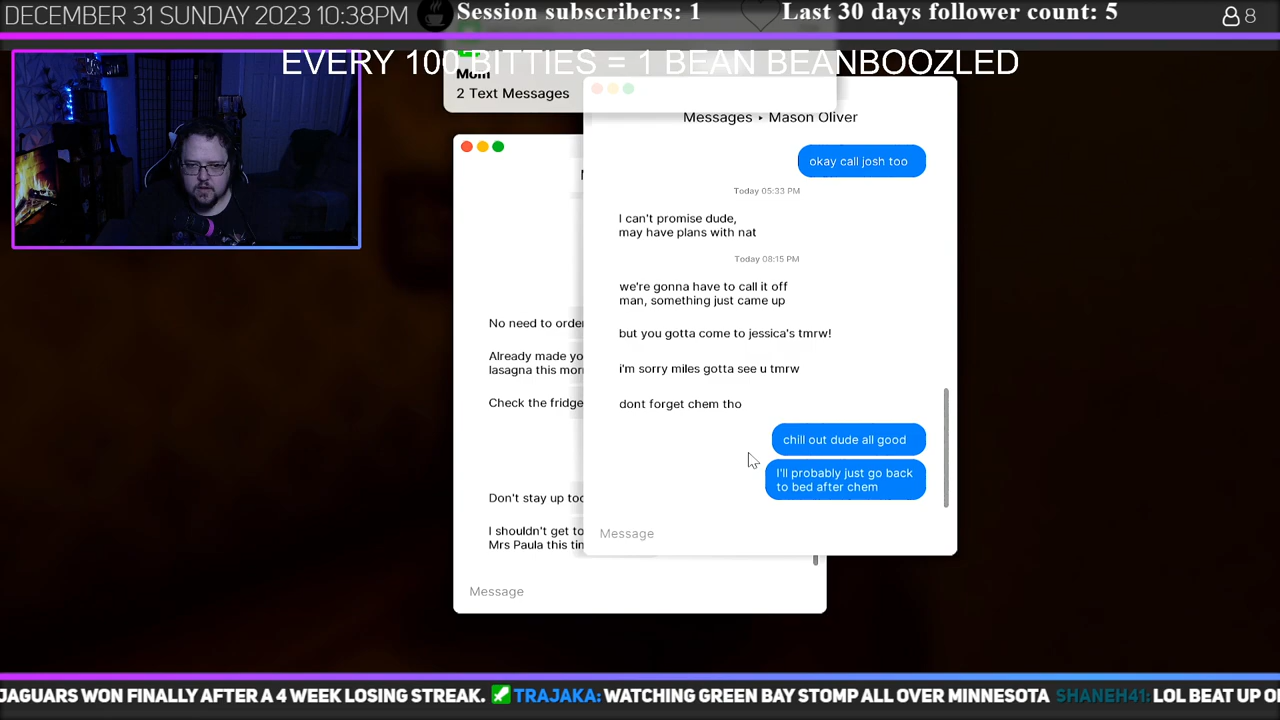 DECEMBER 31 SUNDAY 2023 10:38PM
Session subscribers: 1
Last 30 days follower count: 5
8
EVERY 100 BITTIES = 1 BEAN BEANBOOZLED
Mom
2 Text Messages
Messages ▸ Mason Oliver
okay call josh too
Today 05:33 PM
I can't promise dude,
may have plans with nat
Today 08:15 PM
we're gonna have to call it off
man, something just came up
but you gotta come to jessica's tmrw!
i'm sorry miles gotta see u tmrw
dont forget chem tho
chill out dude all good
I'll probably just go back
to bed after chem
Message
No need to orde
Already made yo
lasagna this mor
Check the fridge
Don't stay up too
I shouldn't get to
Mrs Paula this tin
Message
JAGUARS WON FINALLY AFTER A 4 WEEK LOSING STREAK. TRAJAKA: WATCHING GREEN BAY STOMP ALL OVER MINNESOTA SHANEH41: LOL BEAT UP